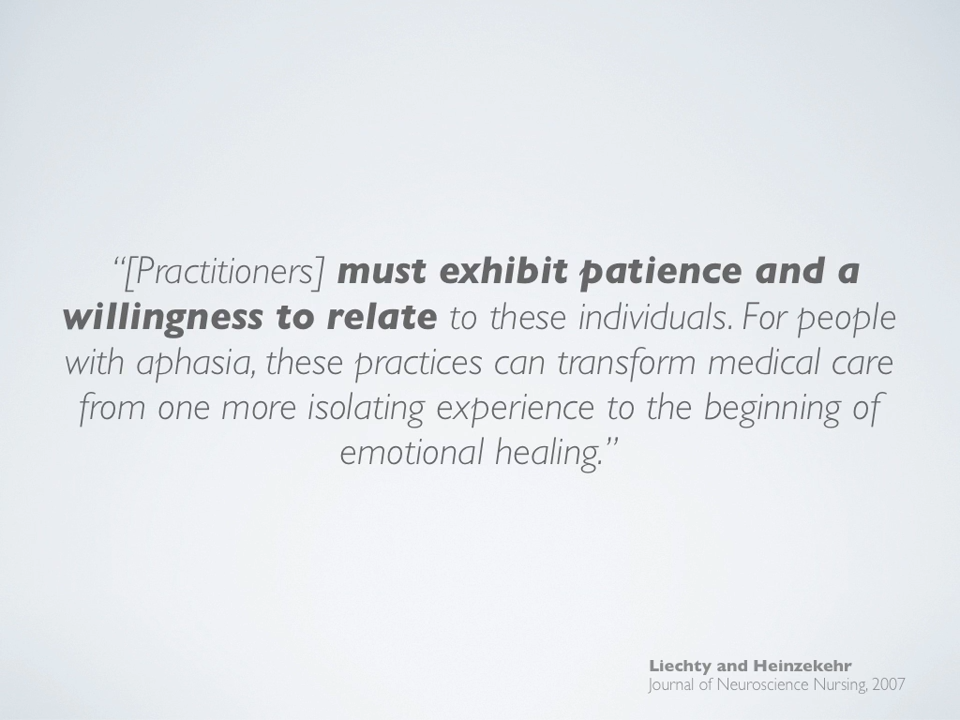 “[Practitioners] must exhibit patience and a
willingness to relate to these individuals. For people
with aphasia, these practices can transform medical care
from one more isolating experience to the beginning of
emotional healing.”
Liechty and Heinzekehr
Journal of Neuroscience Nursing, 2007